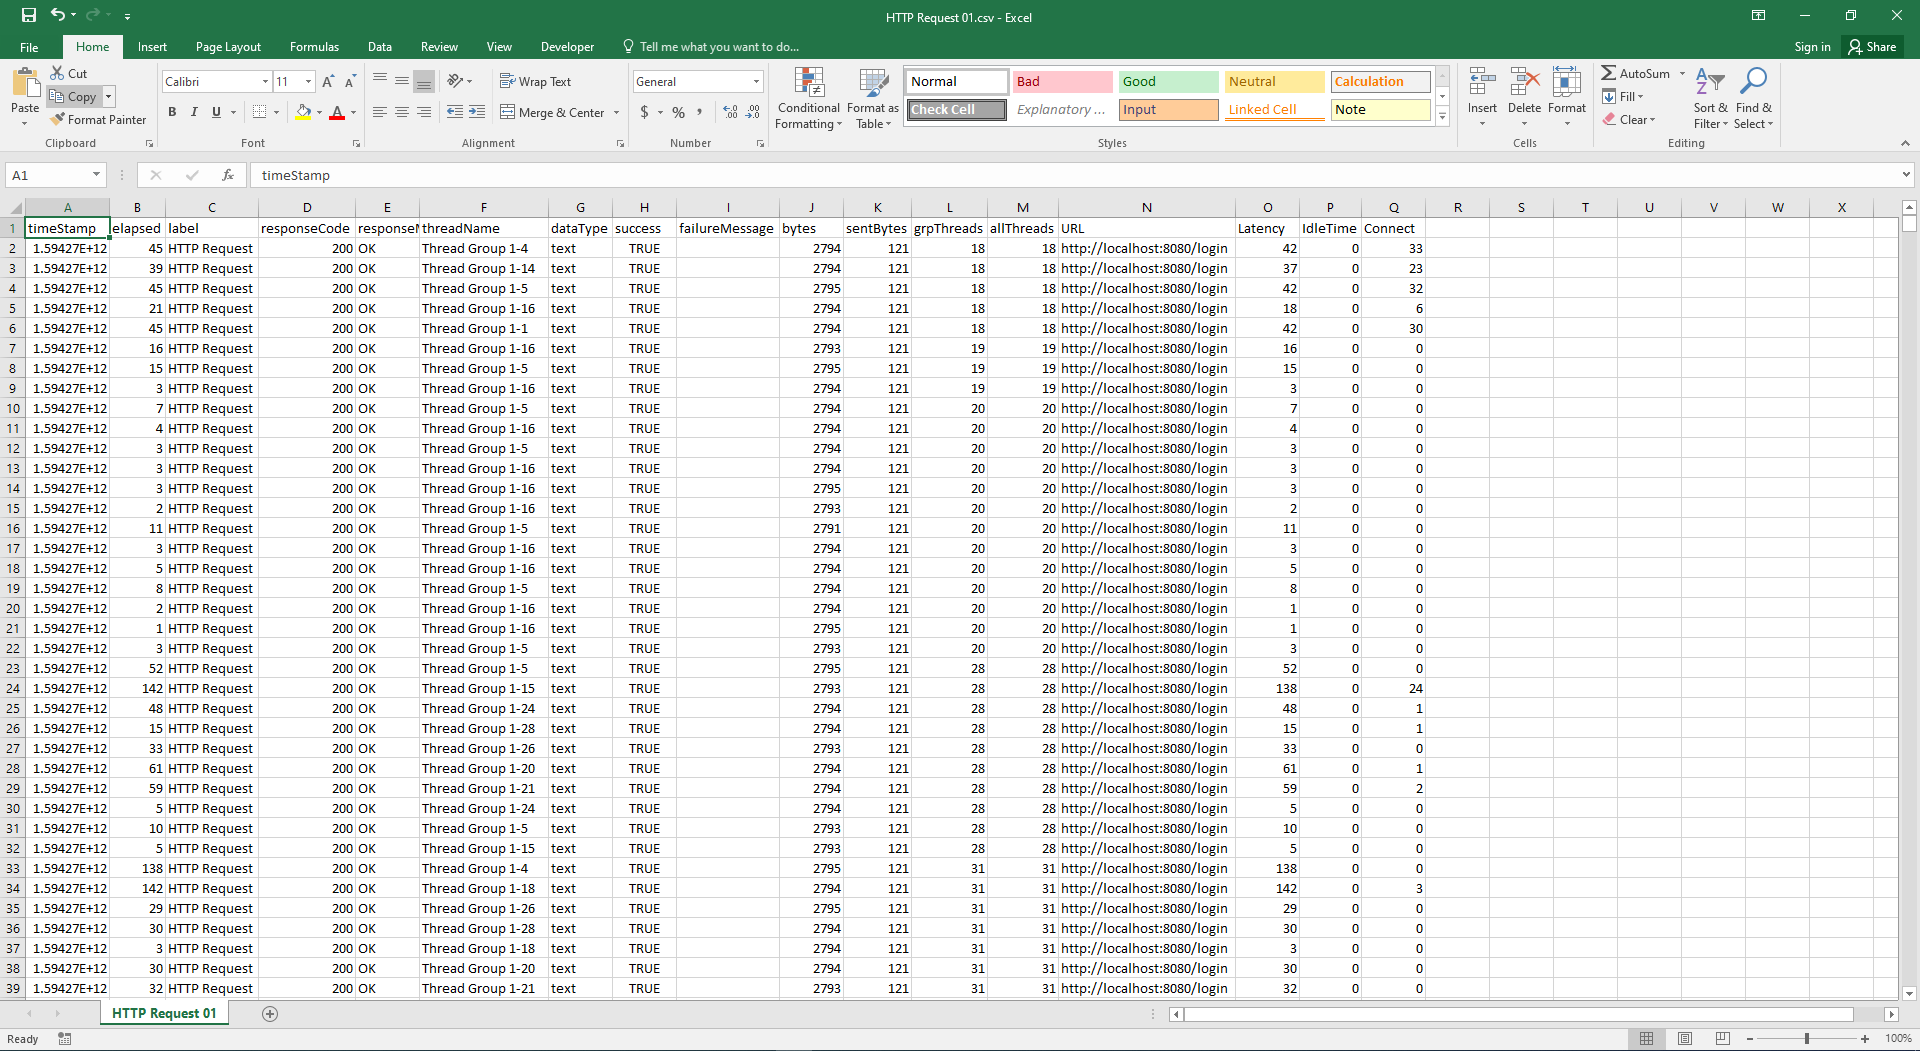 HTTP Request 01.csv - Excel
File Home Insert Page Layout Formulas Data Review View Developer Tell me what you want to do... Sign in Share
Paste Cut Copy Format Painter
Clipboard
Calibri 11
B I U A A A
Font
Wrap Text
Merge & Center
Alignment
General
$ % ,
Number
Conditional Formatting
Format as Table
Normal Bad Good Neutral Calculation
Check Cell Explanatory ... Input Linked Cell Note
Styles
Insert Delete Format
Cells
AutoSum
Fill
Clear
Sort & Filter
Find & Select
Editing
A1 fx timeStamp
A B C D E F G H I J K L M N O P Q R S T U V W X
1 timeStamp elapsed label responseCode threadName dataType success failureMessage bytes sentBytes grpThreads allThreads URL Latency IdleTime Connect
2 1.59427E+12 45 HTTP Request 200 OK Thread Group 1-4 text TRUE 2794 121 18 18 http://localhost:8080/login 42 0 33
3 1.59427E+12 39 HTTP Request 200 OK Thread Group 1-14 text TRUE 2794 121 18 18 http://localhost:8080/login 37 0 23
4 1.59427E+12 45 HTTP Request 200 OK Thread Group 1-5 text TRUE 2795 121 18 18 http://localhost:8080/login 42 0 32
5 1.59427E+12 21 HTTP Request 200 OK Thread Group 1-16 text TRUE 2794 121 18 18 http://localhost:8080/login 18 0 6
6 1.59427E+12 45 HTTP Request 200 OK Thread Group 1-1 text TRUE 2794 121 18 18 http://localhost:8080/login 42 0 30
7 1.59427E+12 16 HTTP Request 200 OK Thread Group 1-16 text TRUE 2793 121 19 19 http://localhost:8080/login 16 0 0
8 1.59427E+12 15 HTTP Request 200 OK Thread Group 1-5 text TRUE 2795 121 19 19 http://localhost:8080/login 15 0 0
9 1.59427E+12 3 HTTP Request 200 OK Thread Group 1-16 text TRUE 2794 121 19 19 http://localhost:8080/login 3 0 0
10 1.59427E+12 7 HTTP Request 200 OK Thread Group 1-5 text TRUE 2794 121 20 20 http://localhost:8080/login 7 0 0
11 1.59427E+12 4 HTTP Request 200 OK Thread Group 1-16 text TRUE 2794 121 20 20 http://localhost:8080/login 4 0 0
12 1.59427E+12 3 HTTP Request 200 OK Thread Group 1-5 text TRUE 2794 121 20 20 http://localhost:8080/login 3 0 0
13 1.59427E+12 3 HTTP Request 200 OK Thread Group 1-16 text TRUE 2794 121 20 20 http://localhost:8080/login 3 0 0
14 1.59427E+12 3 HTTP Request 200 OK Thread Group 1-16 text TRUE 2795 121 20 20 http://localhost:8080/login 3 0 0
15 1.59427E+12 2 HTTP Request 200 OK Thread Group 1-16 text TRUE 2793 121 20 20 http://localhost:8080/login 2 0 0
16 1.59427E+12 11 HTTP Request 200 OK Thread Group 1-5 text TRUE 2791 121 20 20 http://localhost:8080/login 11 0 0
17 1.59427E+12 3 HTTP Request 200 OK Thread Group 1-16 text TRUE 2794 121 20 20 http://localhost:8080/login 3 0 0
18 1.59427E+12 5 HTTP Request 200 OK Thread Group 1-16 text TRUE 2794 121 20 20 http://localhost:8080/login 5 0 0
19 1.59427E+12 8 HTTP Request 200 OK Thread Group 1-5 text TRUE 2794 121 20 20 http://localhost:8080/login 8 0 0
20 1.59427E+12 2 HTTP Request 200 OK Thread Group 1-16 text TRUE 2794 121 20 20 http://localhost:8080/login 1 0 0
21 1.59427E+12 1 HTTP Request 200 OK Thread Group 1-16 text TRUE 2795 121 20 20 http://localhost:8080/login 1 0 0
22 1.59427E+12 3 HTTP Request 200 OK Thread Group 1-5 text TRUE 2793 121 20 20 http://localhost:8080/login 3 0 0
23 1.59427E+12 52 HTTP Request 200 OK Thread Group 1-5 text TRUE 2795 121 28 28 http://localhost:8080/login 52 0 0
24 1.59427E+12 142 HTTP Request 200 OK Thread Group 1-15 text TRUE 2793 121 28 28 http://localhost:8080/login 138 0 24
25 1.59427E+12 48 HTTP Request 200 OK Thread Group 1-24 text TRUE 2794 121 28 28 http://localhost:8080/login 48 0 1
26 1.59427E+12 15 HTTP Request 200 OK Thread Group 1-28 text TRUE 2794 121 28 28 http://localhost:8080/login 15 0 1
27 1.59427E+12 33 HTTP Request 200 OK Thread Group 1-26 text TRUE 2793 121 28 28 http://localhost:8080/login 33 0 0
28 1.59427E+12 61 HTTP Request 200 OK Thread Group 1-20 text TRUE 2794 121 28 28 http://localhost:8080/login 61 0 1
29 1.59427E+12 59 HTTP Request 200 OK Thread Group 1-21 text TRUE 2794 121 28 28 http://localhost:8080/login 59 0 2
30 1.59427E+12 5 HTTP Request 200 OK Thread Group 1-24 text TRUE 2794 121 28 28 http://localhost:8080/login 5 0 0
31 1.59427E+12 10 HTTP Request 200 OK Thread Group 1-5 text TRUE 2793 121 28 28 http://localhost:8080/login 10 0 0
32 1.59427E+12 5 HTTP Request 200 OK Thread Group 1-15 text TRUE 2793 121 28 28 http://localhost:8080/login 5 0 0
33 1.59427E+12 138 HTTP Request 200 OK Thread Group 1-4 text TRUE 2795 121 31 31 http://localhost:8080/login 138 0 0
34 1.59427E+12 142 HTTP Request 200 OK Thread Group 1-18 text TRUE 2794 121 31 31 http://localhost:8080/login 142 0 3
35 1.59427E+12 29 HTTP Request 200 OK Thread Group 1-26 text TRUE 2795 121 31 31 http://localhost:8080/login 29 0 0
36 1.59427E+12 30 HTTP Request 200 OK Thread Group 1-28 text TRUE 2794 121 31 31 http://localhost:8080/login 30 0 0
37 1.59427E+12 3 HTTP Request 200 OK Thread Group 1-18 text TRUE 2794 121 31 31 http://localhost:8080/login 3 0 0
38 1.59427E+12 30 HTTP Request 200 OK Thread Group 1-20 text TRUE 2794 121 31 31 http://localhost:8080/login 30 0 0
39 1.59427E+12 32 HTTP Request 200 OK Thread Group 1-21 text TRUE 2793 121 31 31 http://localhost:8080/login 32 0 0
HTTP Request 01
Ready 100%